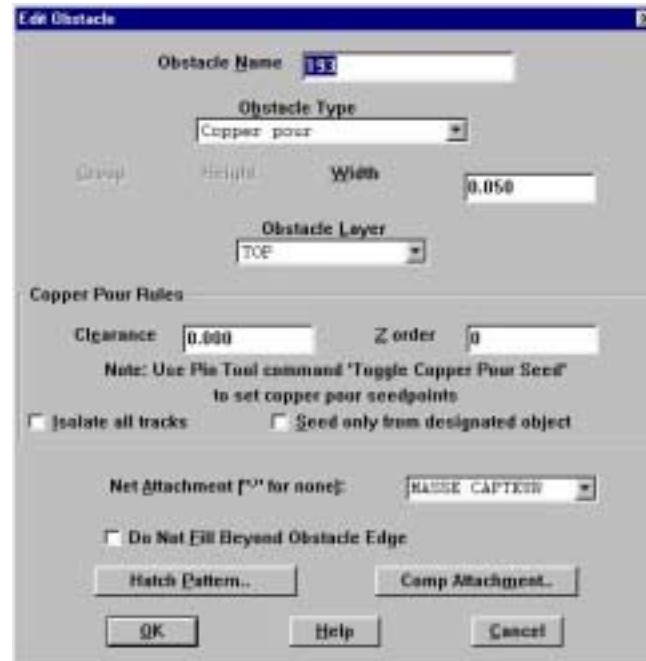 Edit Obstacle
Obstacle Name 193
Obstacle Type
Copper pour
Group Height Width 0.050
Obstacle Layer
TOP
Copper Pour Rules
Clearance 0.000 Z order 0
Note: Use Pin Tool command 'Toggle Copper Pour Seed'
to set copper pour seedpoints
Isolate all tracks Seed only from designated object
Net Attachment ["-" for none]: MASSE CAPTEUR
Do Not Fill Beyond Obstacle Edge
Hatch Pattern.. Comp Attachment..
OK Help Cancel